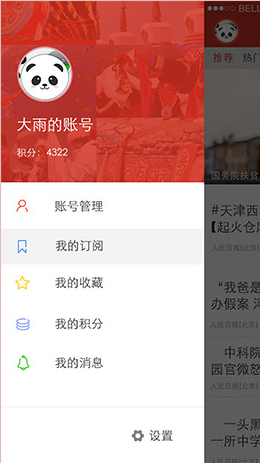 大雨的账号
积分：4322
账号管理
我的订阅
我的收藏
我的积分
我的消息
设置
BELL
推荐 热门
国务院扶贫
#天津西
【起火仓库
人民日报(北京)
“我爸是
办假案
人民日报(北京)
中科院
园官微怒
人民日报(北京)
一头黑
一所中学